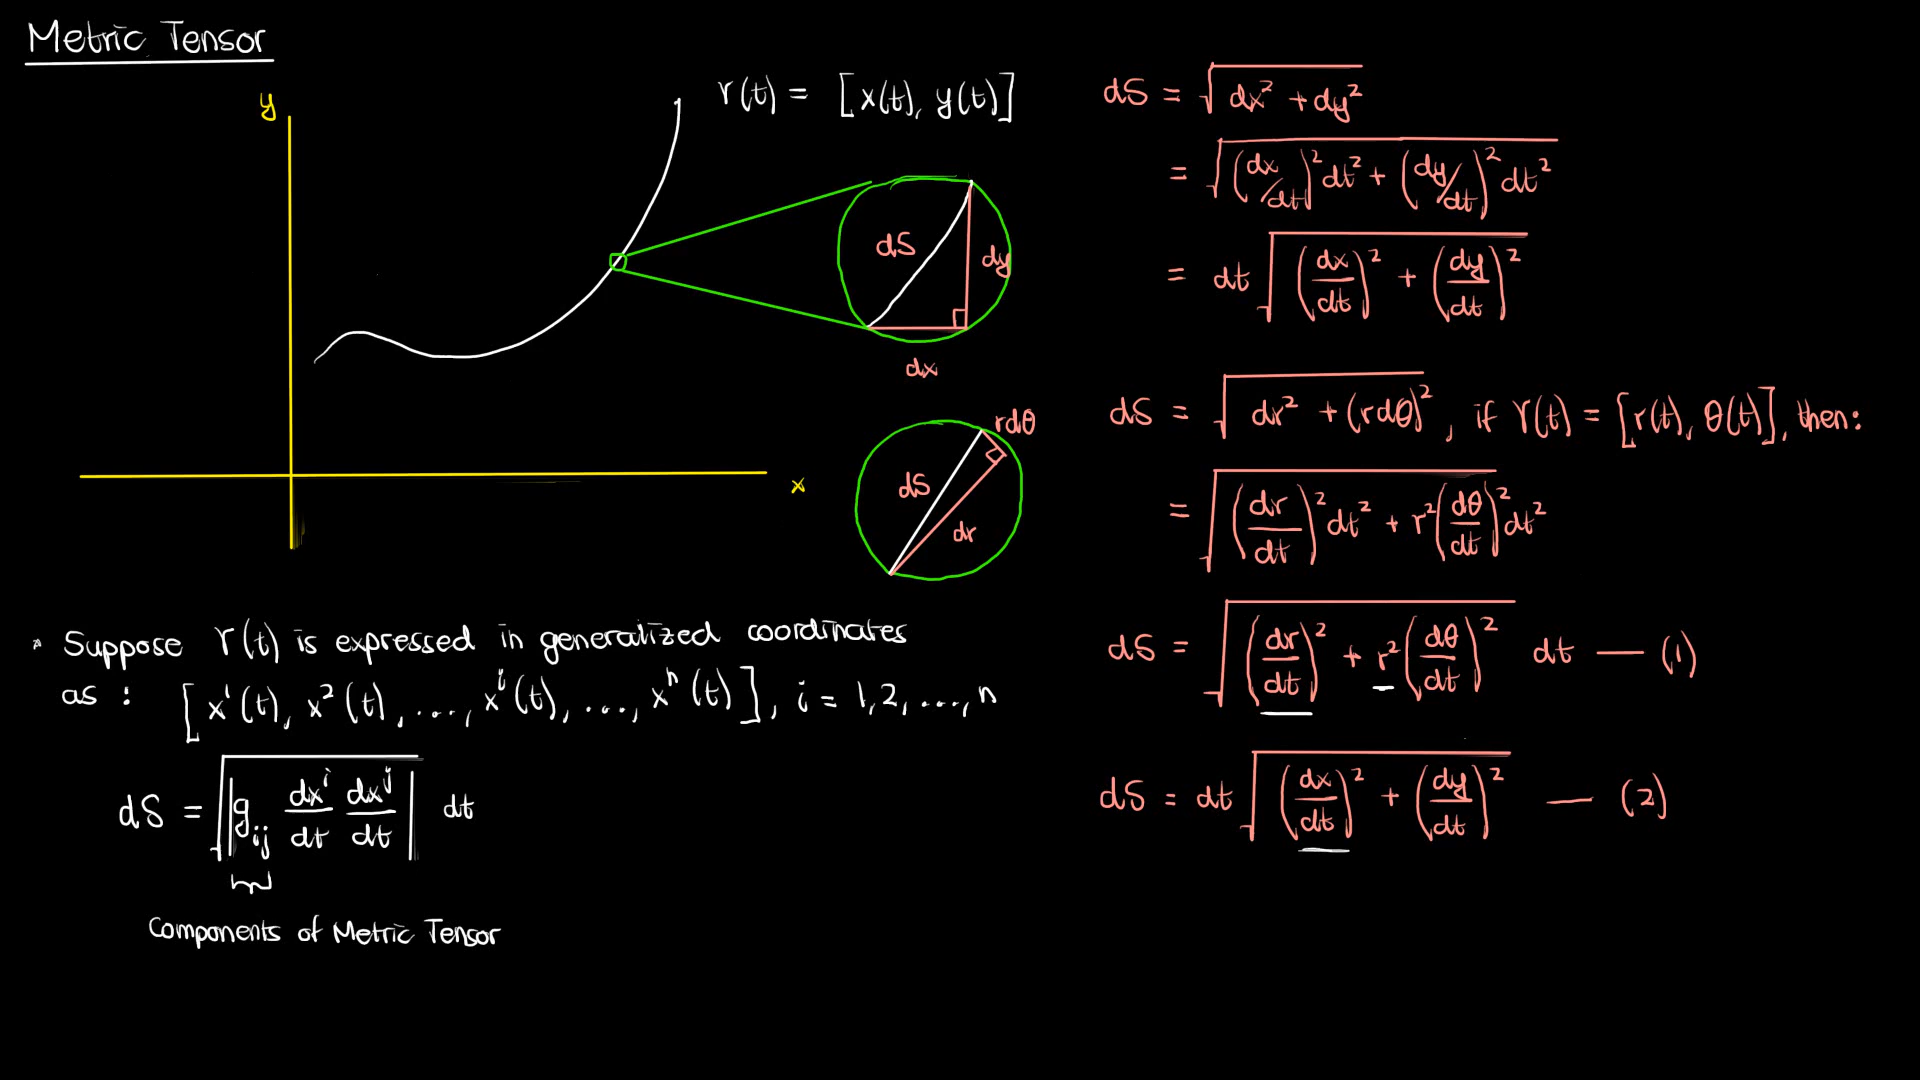 Metric Tensor
y
r(t) = [x(t), y(t)]
dS
dy
dx
x
rdθ
dS
dr
* Suppose r(t) is expressed in generalized coordinates
as : [x¹(t), x²(t), ..., xⁱ(t), ..., xⁿ(t)], i = 1,2,...,n
dS = √|g_ij dxⁱ/dt dxʲ/dt| dt
Components of Metric Tensor
dS = √(dx² + dy²)
= √((dx/dt)² dt² + (dy/dt)² dt²)
= dt √((dx/dt)² + (dy/dt)²)
dS = √(dr² + (rdθ)²), if r(t) = [r(t), θ(t)], then:
= √((dr/dt)² dt² + r² (dθ/dt)² dt²)
dS = √((dr/dt)² + r² (dθ/dt)²) dt — (1)
dS = dt √((dx/dt)² + (dy/dt)²) — (2)